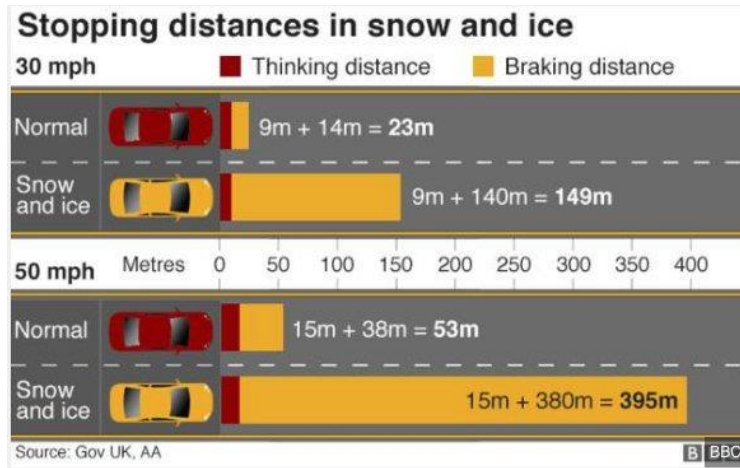 Stopping distances in snow and ice
30 mph Thinking distance Braking distance
Normal 9m + 14m = 23m
Snow
and ice 9m + 140m = 149m
Metres 0 50 100 150 200 250 300 350 400
50 mph
Normal 15m + 38m = 53m
Snow
and ice 15m + 380m = 395m
Source: Gov UK, AA B BBC